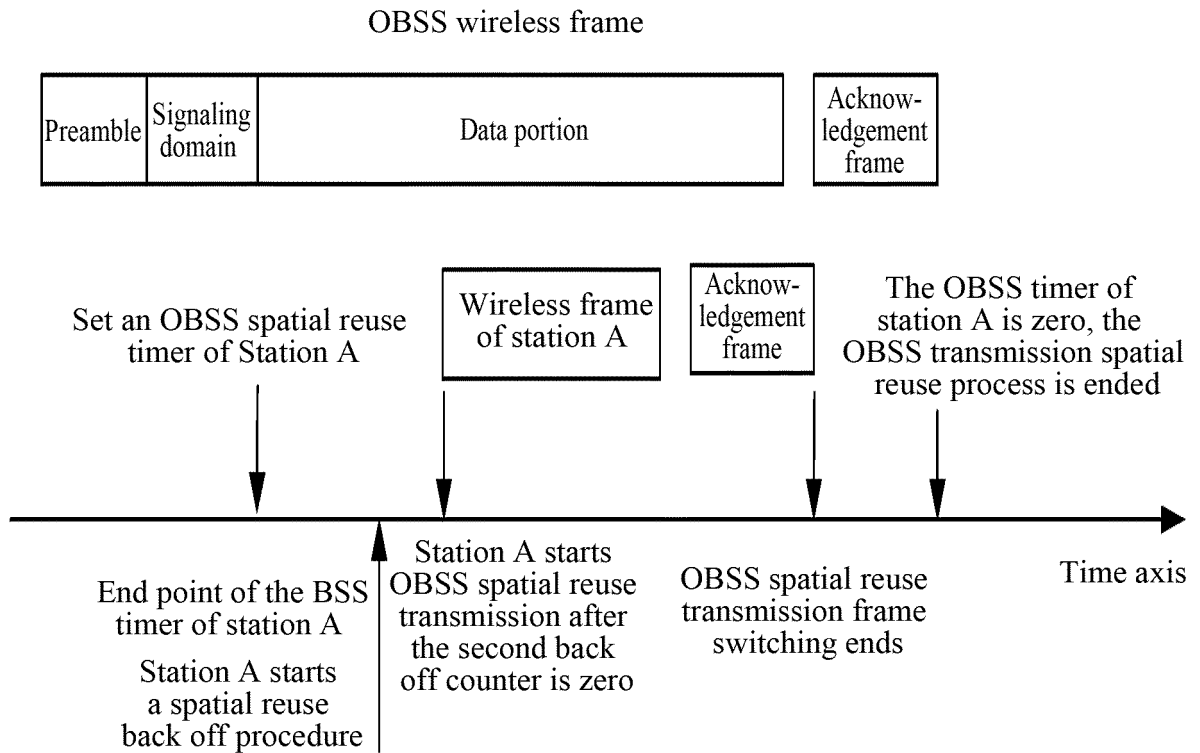 OBSS wireless frame
Preamble
Signaling
domain
Data portion
Acknow-
ledgement
frame
Set an OBSS spatial reuse
timer of Station A
Wireless frame
of station A
Acknow-
ledgement
frame
The OBSS timer of
station A is zero, the
OBSS transmission spatial
reuse process is ended
End point of the BSS
timer of station A
Station A starts
a spatial reuse
back off procedure
Station A starts
OBSS spatial reuse
transmission after
the second back
off counter is zero
OBSS spatial reuse
transmission frame
switching ends
Time axis